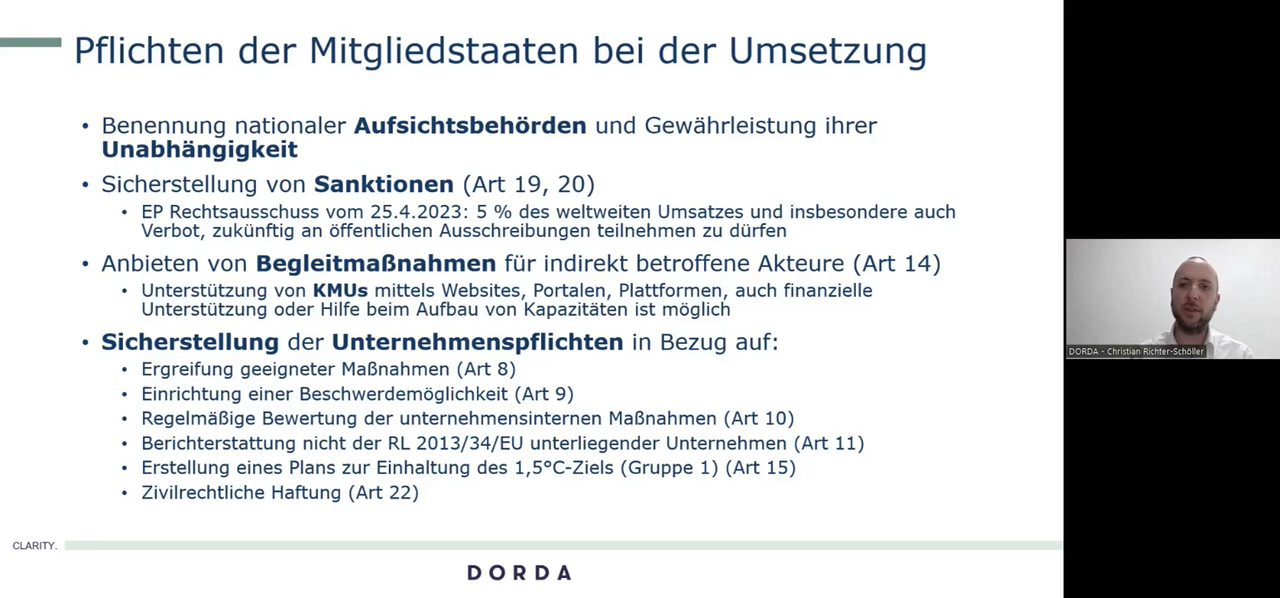 Pflichten der Mitgliedstaaten bei der Umsetzung
• Benennung nationaler Aufsichtsbehörden und Gewährleistung ihrer
Unabhängigkeit
• Sicherstellung von Sanktionen (Art 19, 20)
• EP Rechtsausschuss vom 25.4.2023: 5 % des weltweiten Umsatzes und insbesondere auch
Verbot, zukünftig an öffentlichen Ausschreibungen teilnehmen zu dürfen
• Anbieten von Begleitmaßnahmen für indirekt betroffene Akteure (Art 14)
• Unterstützung von KMUs mittels Websites, Portalen, Plattformen, auch finanzielle
Unterstützung oder Hilfe beim Aufbau von Kapazitäten ist möglich
• Sicherstellung der Unternehmenspflichten in Bezug auf:
• Ergreifung geeigneter Maßnahmen (Art 8)
• Einrichtung einer Beschwerdemöglichkeit (Art 9)
• Regelmäßige Bewertung der unternehmensinternen Maßnahmen (Art 10)
• Berichterstattung nicht der RL 2013/34/EU unterliegender Unternehmen (Art 11)
• Erstellung eines Plans zur Einhaltung des 1,5°C-Ziels (Gruppe 1) (Art 15)
• Zivilrechtliche Haftung (Art 22)
CLARITY.
DORDA
DORDA - Christian Richter-Schöller